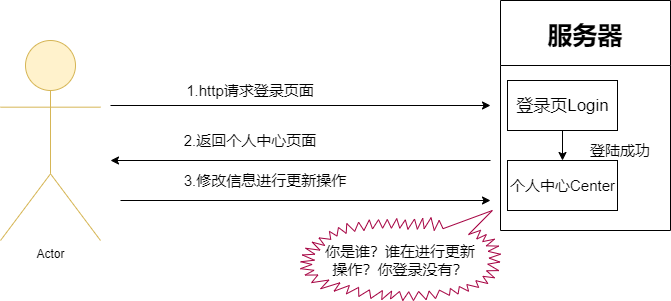 服务器
1.http请求登录页面
登录页Login
2.返回个人中心页面
登陆成功
3.修改信息进行更新操作
个人中心Center
你是谁？谁在进行更新
操作？你登录没有？
Actor